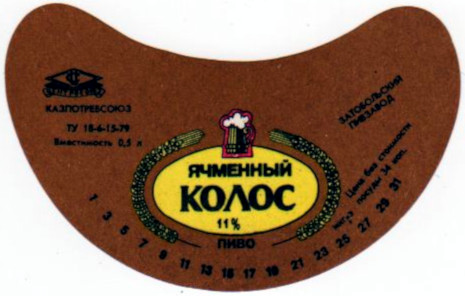 КАЗПОТРЕБСОЮЗ
ТУ 18-6-15-79
Вместимость 0,5 л
ЯЧМЕННЫЙ
КОЛОС
11%
ПИВО
ЗАТОБОЛЬСКИЙ
ПИВЗАВОД
Цена без стоимости
посуды 34 коп.
1 3 5 7 9 11 13 15 17 19 21 23 25 27 29 31